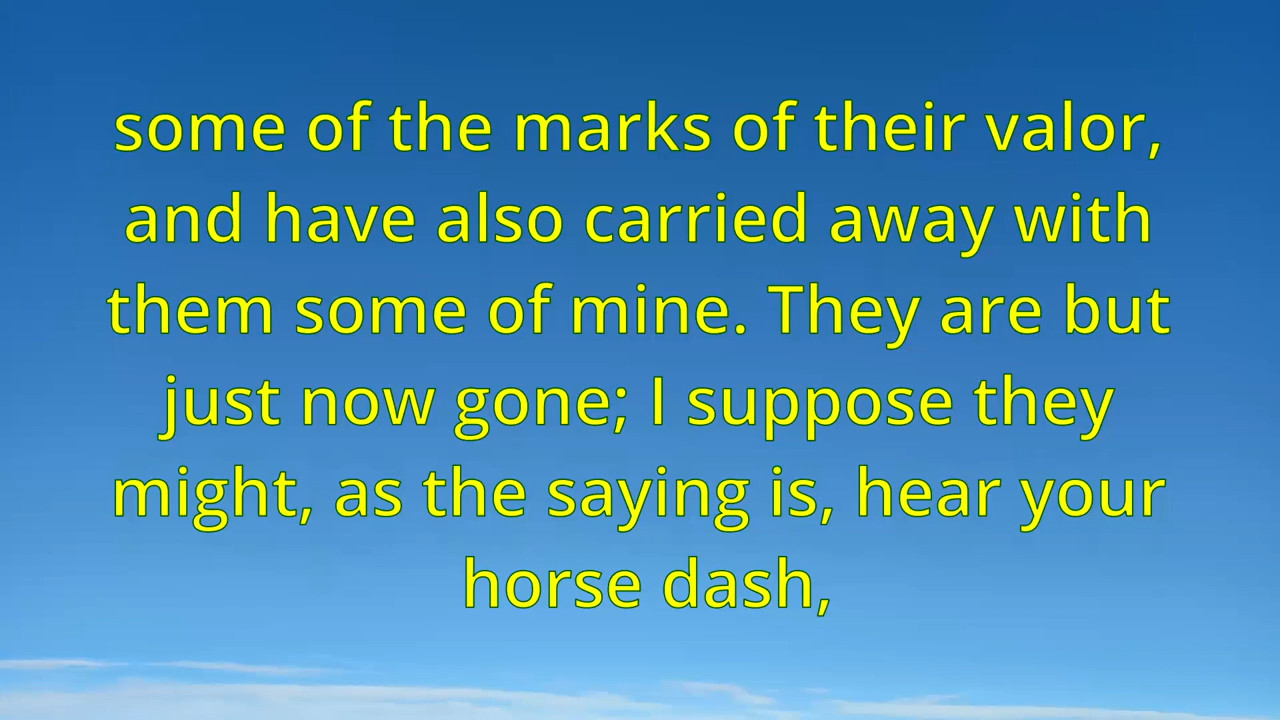 some of the marks of their valor,
and have also carried away with
them some of mine. They are but
just now gone; I suppose they
might, as the saying is, hear your
horse dash,